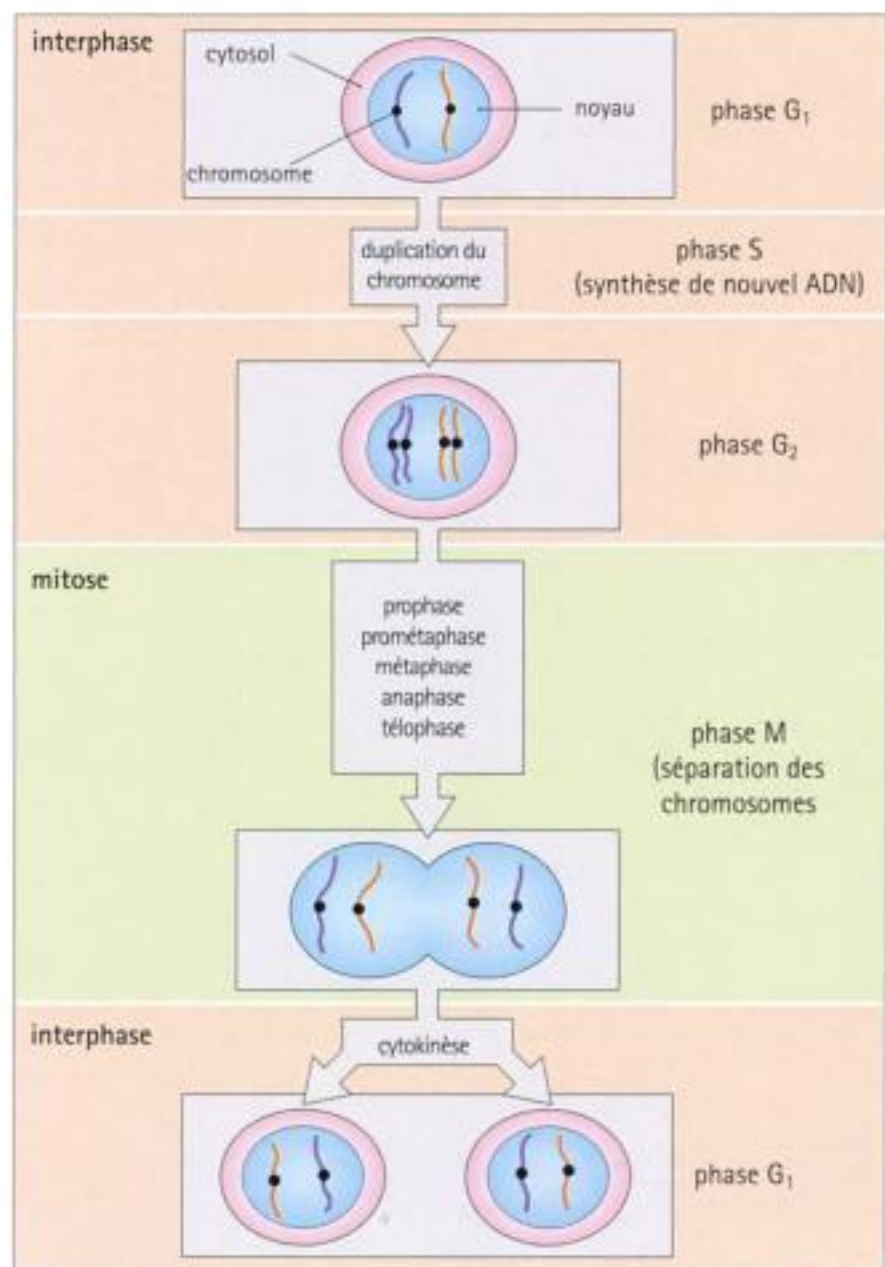 interphase
cytosol
noyau
phase G₁
chromosome
duplication du
chromosome
phase S
(synthèse de nouvel ADN)
phase G₂
mitose
prophase
prométaphase
métaphase
anaphase
télophase
phase M
(séparation des
chromosomes
interphase
cytokinèse
phase G₁